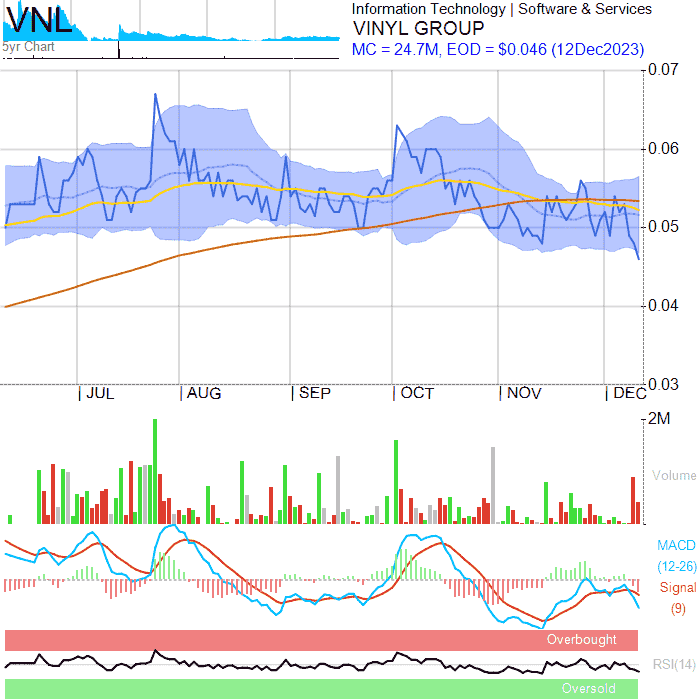 VNL
5yr Chart
Information Technology | Software & Services
VINYL GROUP
MC = 24.7M, EOD = $0.046 (12Dec2023)
0.07
0.06
0.05
0.04
0.03
| JUL | AUG | SEP | OCT | NOV | DEC
2M
Volume
MACD
(12-26)
Signal
(9)
Overbought
RSI(14)
Oversold